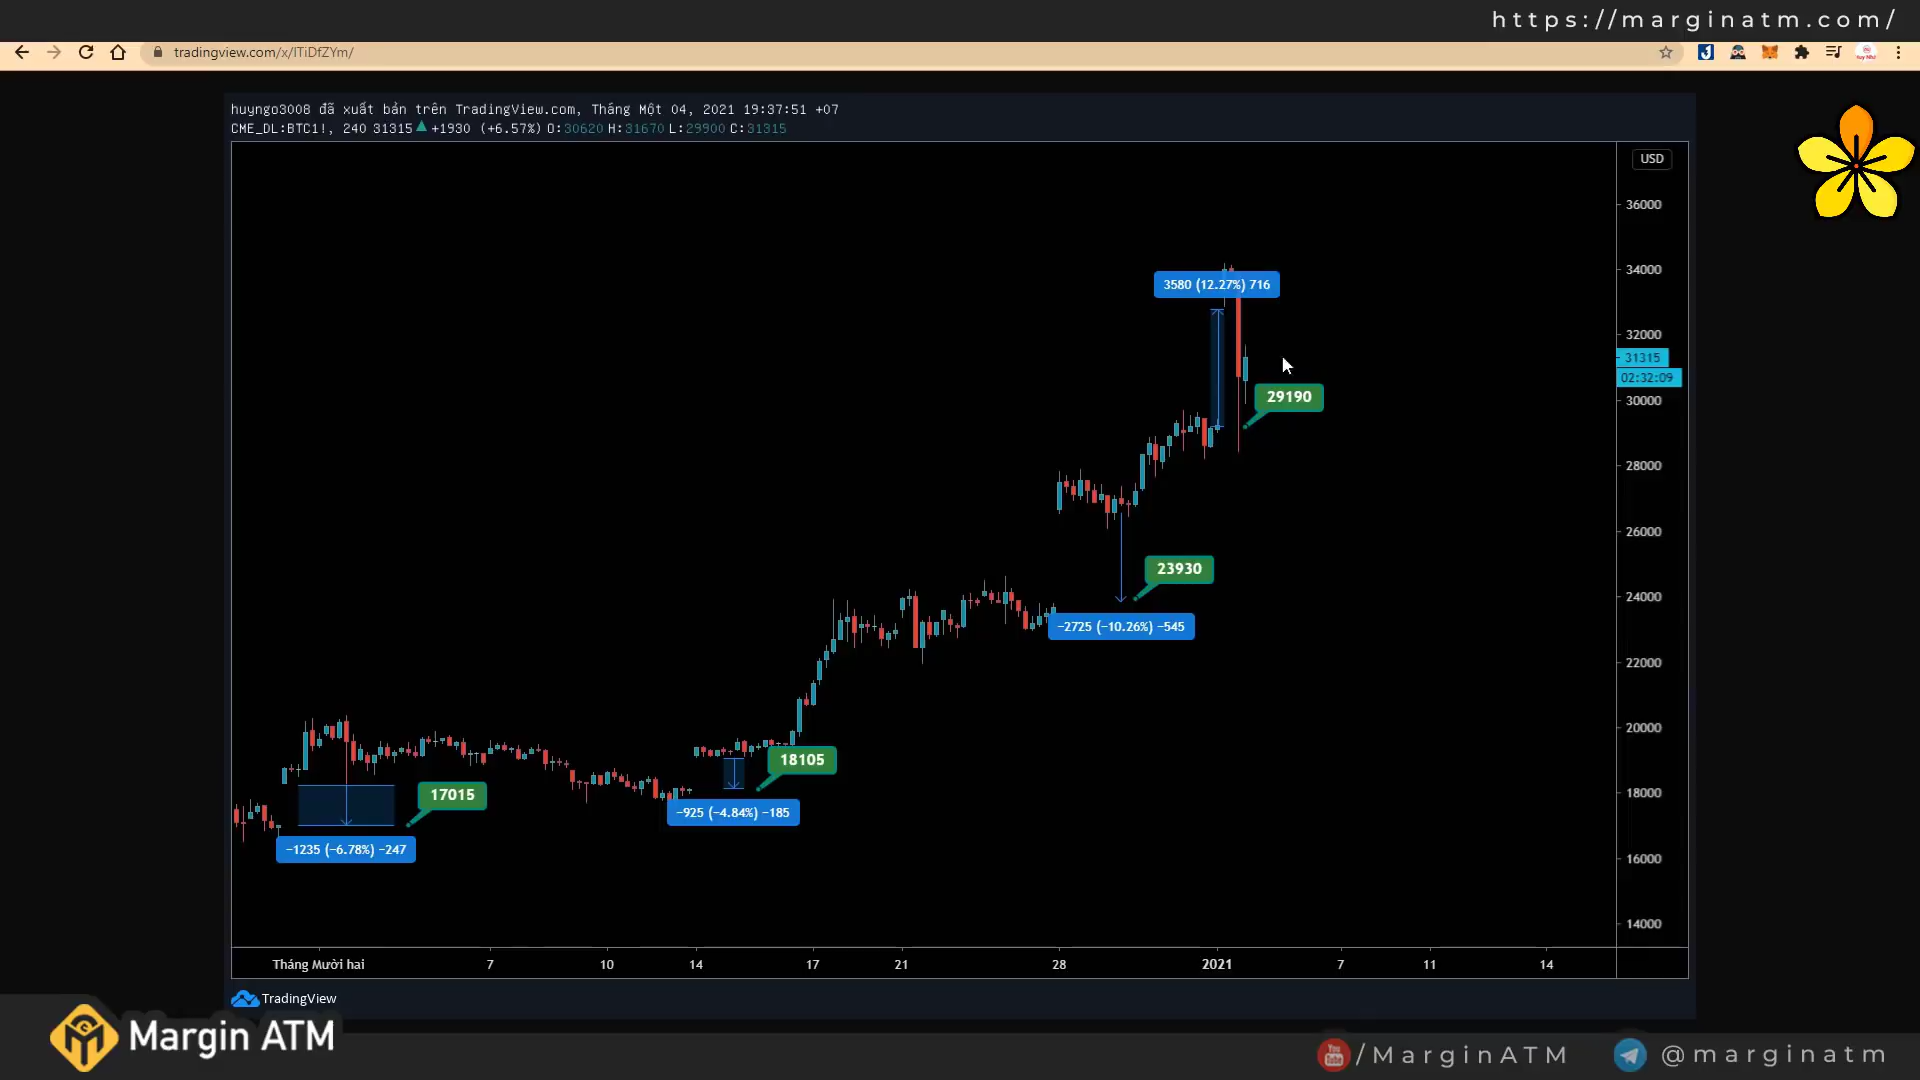 https://marginatm.com/
tradingview.com/x/lTiDfZYm/
huyngo3008 đã xuất bản trên TradingView.com, Tháng Một 04, 2021 19:37:51 +07
CME_DL:BTC1!, 240 31315 ▲ +1930 (+6.57%) O:30620 H:31670 L:29900 C:31315
USD
36000
34000
3580 (12.27%) 716
32000
31315
02:32:09
30000
29190
28000
26000
23930
24000
−2725 (−10.26%) −545
22000
20000
18105
18000
17015
−925 (−4.84%) −185
−1235 (−6.78%) −247
16000
14000
Tháng Mười hai 7 10 14 17 21 28 2021 7 11 14
TradingView
Margin ATM
/MarginATM
@marginatm